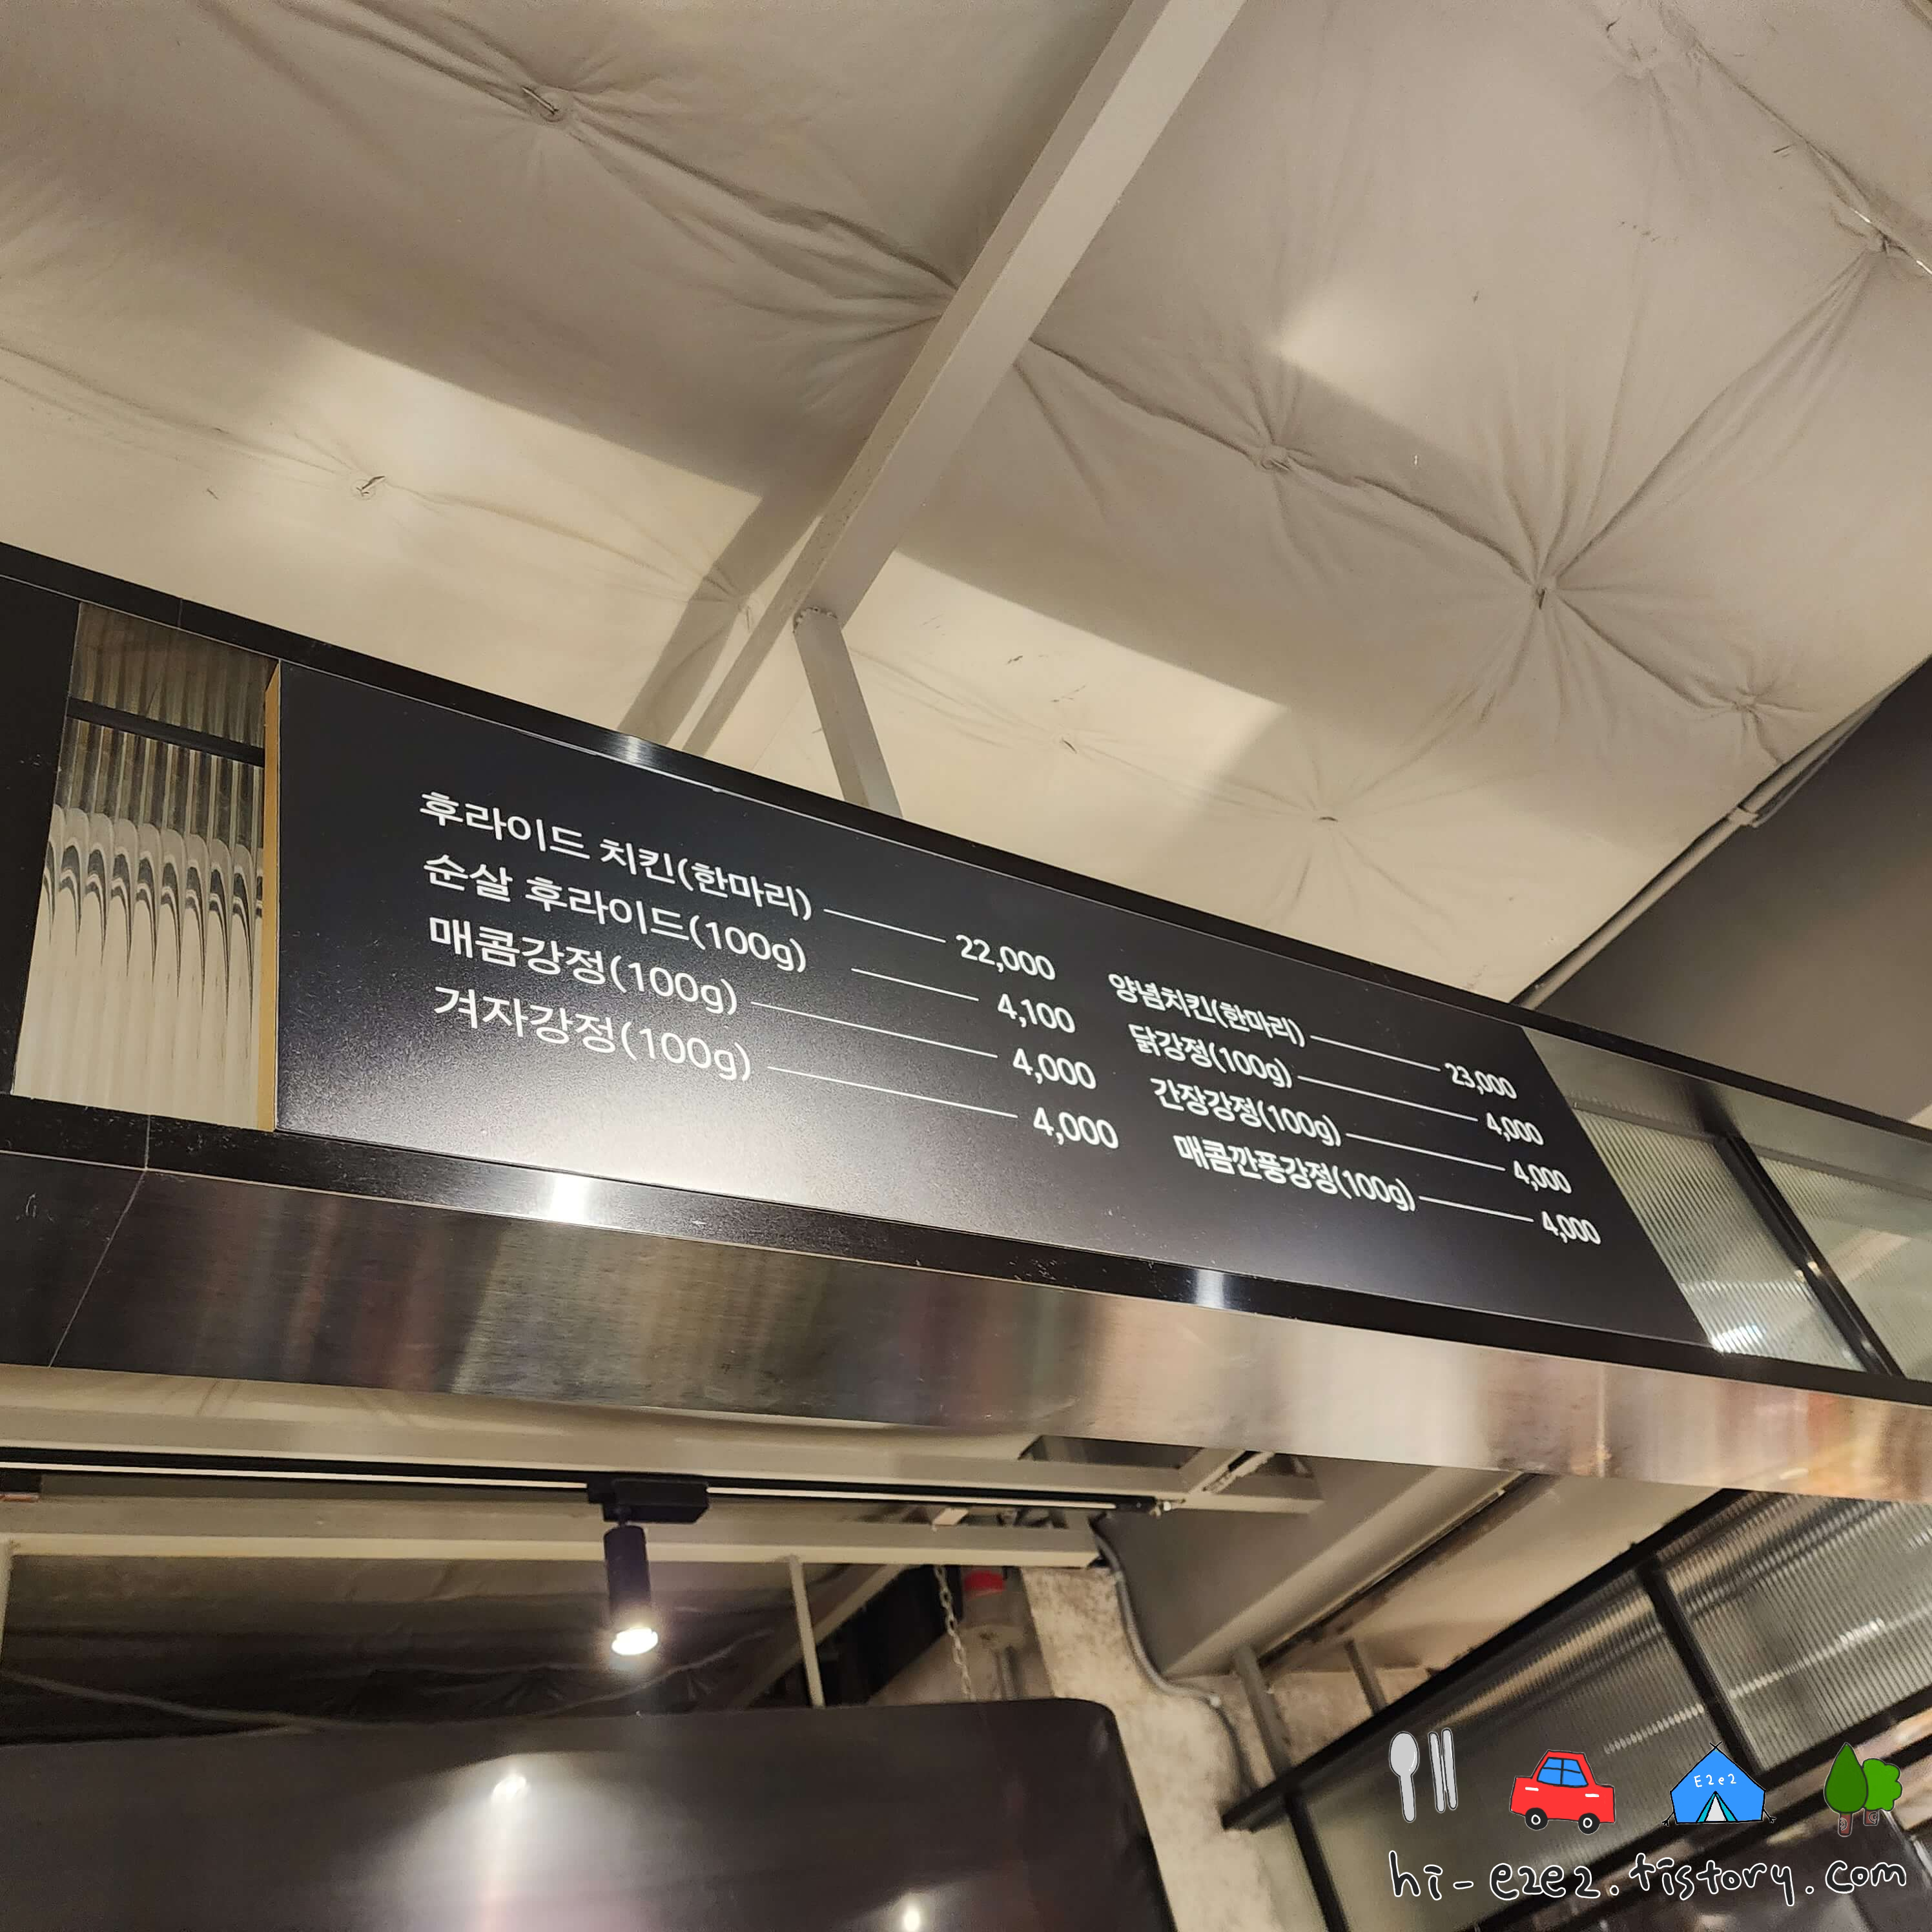 후라이드 치킨(한마리) 22,000
순살 후라이드(100g) 4,100
매콤강정(100g) 4,000
겨자강정(100g) 4,000
양념치킨(한마리) 23,000
닭강정(100g) 4,000
간장강정(100g) 4,000
매콤깐풍강정(100g) 4,000
E2e2
hi-e2e2.tistory.com